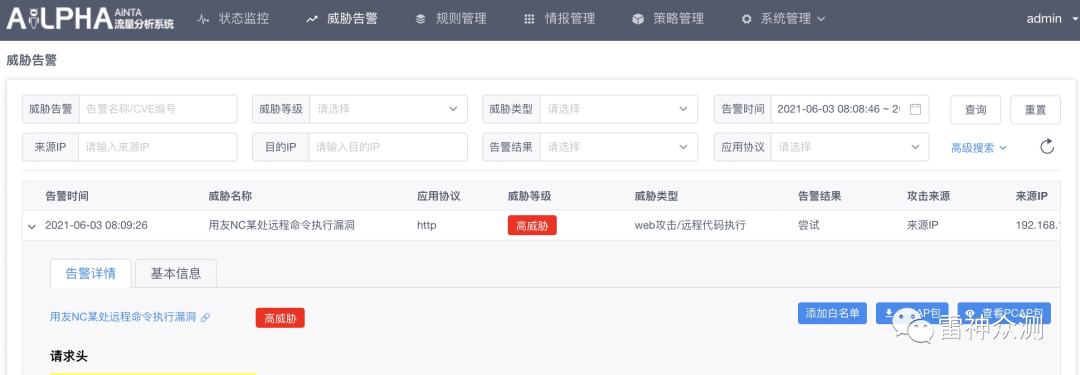 AiLPHA AiNTA 流量分析系统 状态监控 威胁告警 规则管理 情报管理 策略管理 系统管理 admin
威胁告警
威胁告警 告警名称/CVE编号 威胁等级 请选择 威胁类型 请选择 告警时间 2021-06-03 08:08:46 ~ 20 查询 重置
来源IP 请输入来源IP 目的IP 请输入目的IP 告警结果 请选择 应用协议 请选择 高级搜索
告警时间 威胁名称 应用协议 威胁等级 威胁类型 告警结果 攻击来源 来源IP
2021-06-03 08:09:26 用友NC某处远程命令执行漏洞 http 高威胁 web攻击/远程代码执行 尝试 来源IP 192.168.
告警详情 基本信息
用友NC某处远程命令执行漏洞 高威胁 添加白名单 AP包 查看PCAP包
雷神众测
请求头